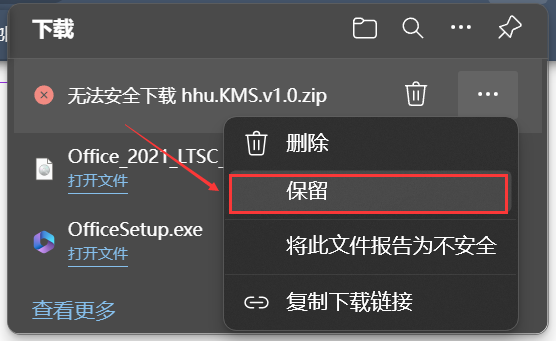 下载
无法安全下载 hhu.KMS.v1.0.zip
删除
Office_2021_LTSC_
打开文件
保留
OfficeSetup.exe
打开文件
将此文件报告为不安全
查看更多
复制下载链接